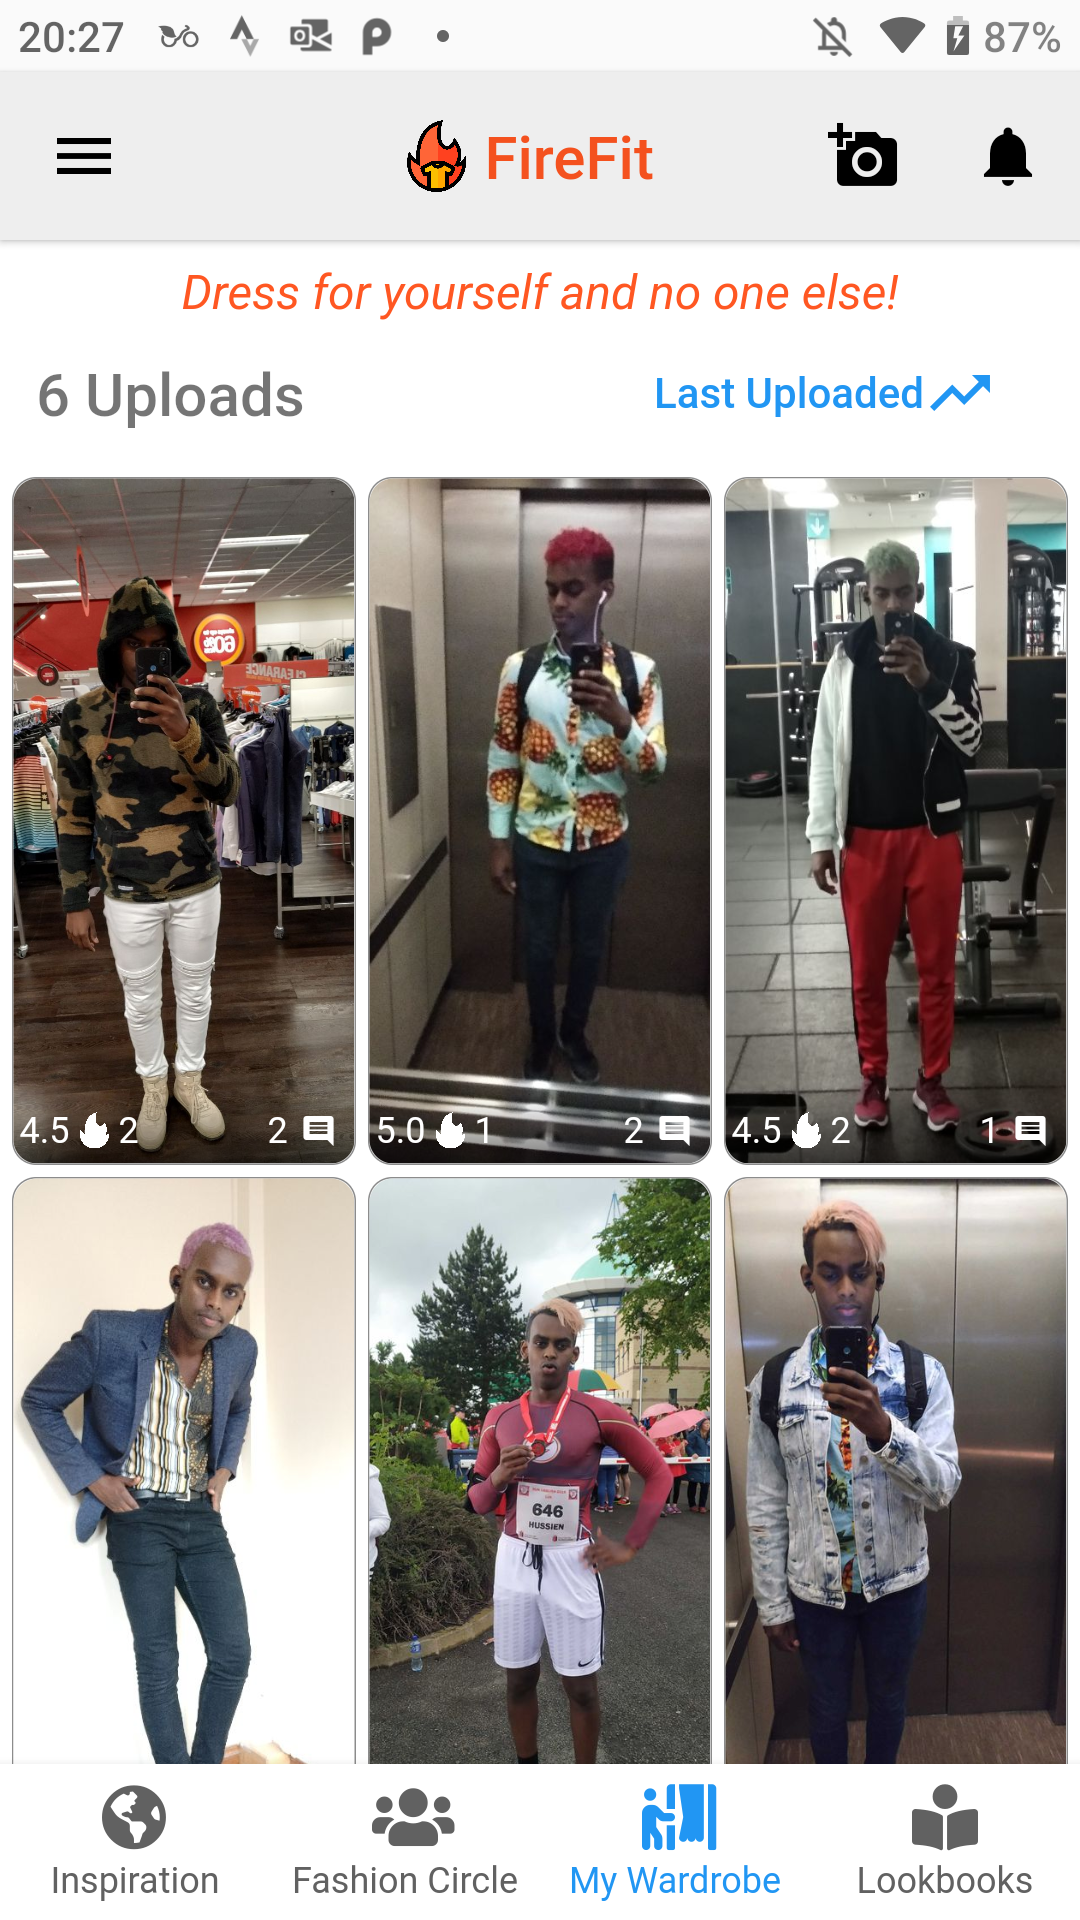 20:27
87%
FireFit
Dress for yourself and no one else!
6 Uploads
Last Uploaded
CLEARANCE
4.5 2 2
5.0 1 2
4.5 2 1
646
HUSSIEN
Inspiration
Fashion Circle
My Wardrobe
Lookbooks